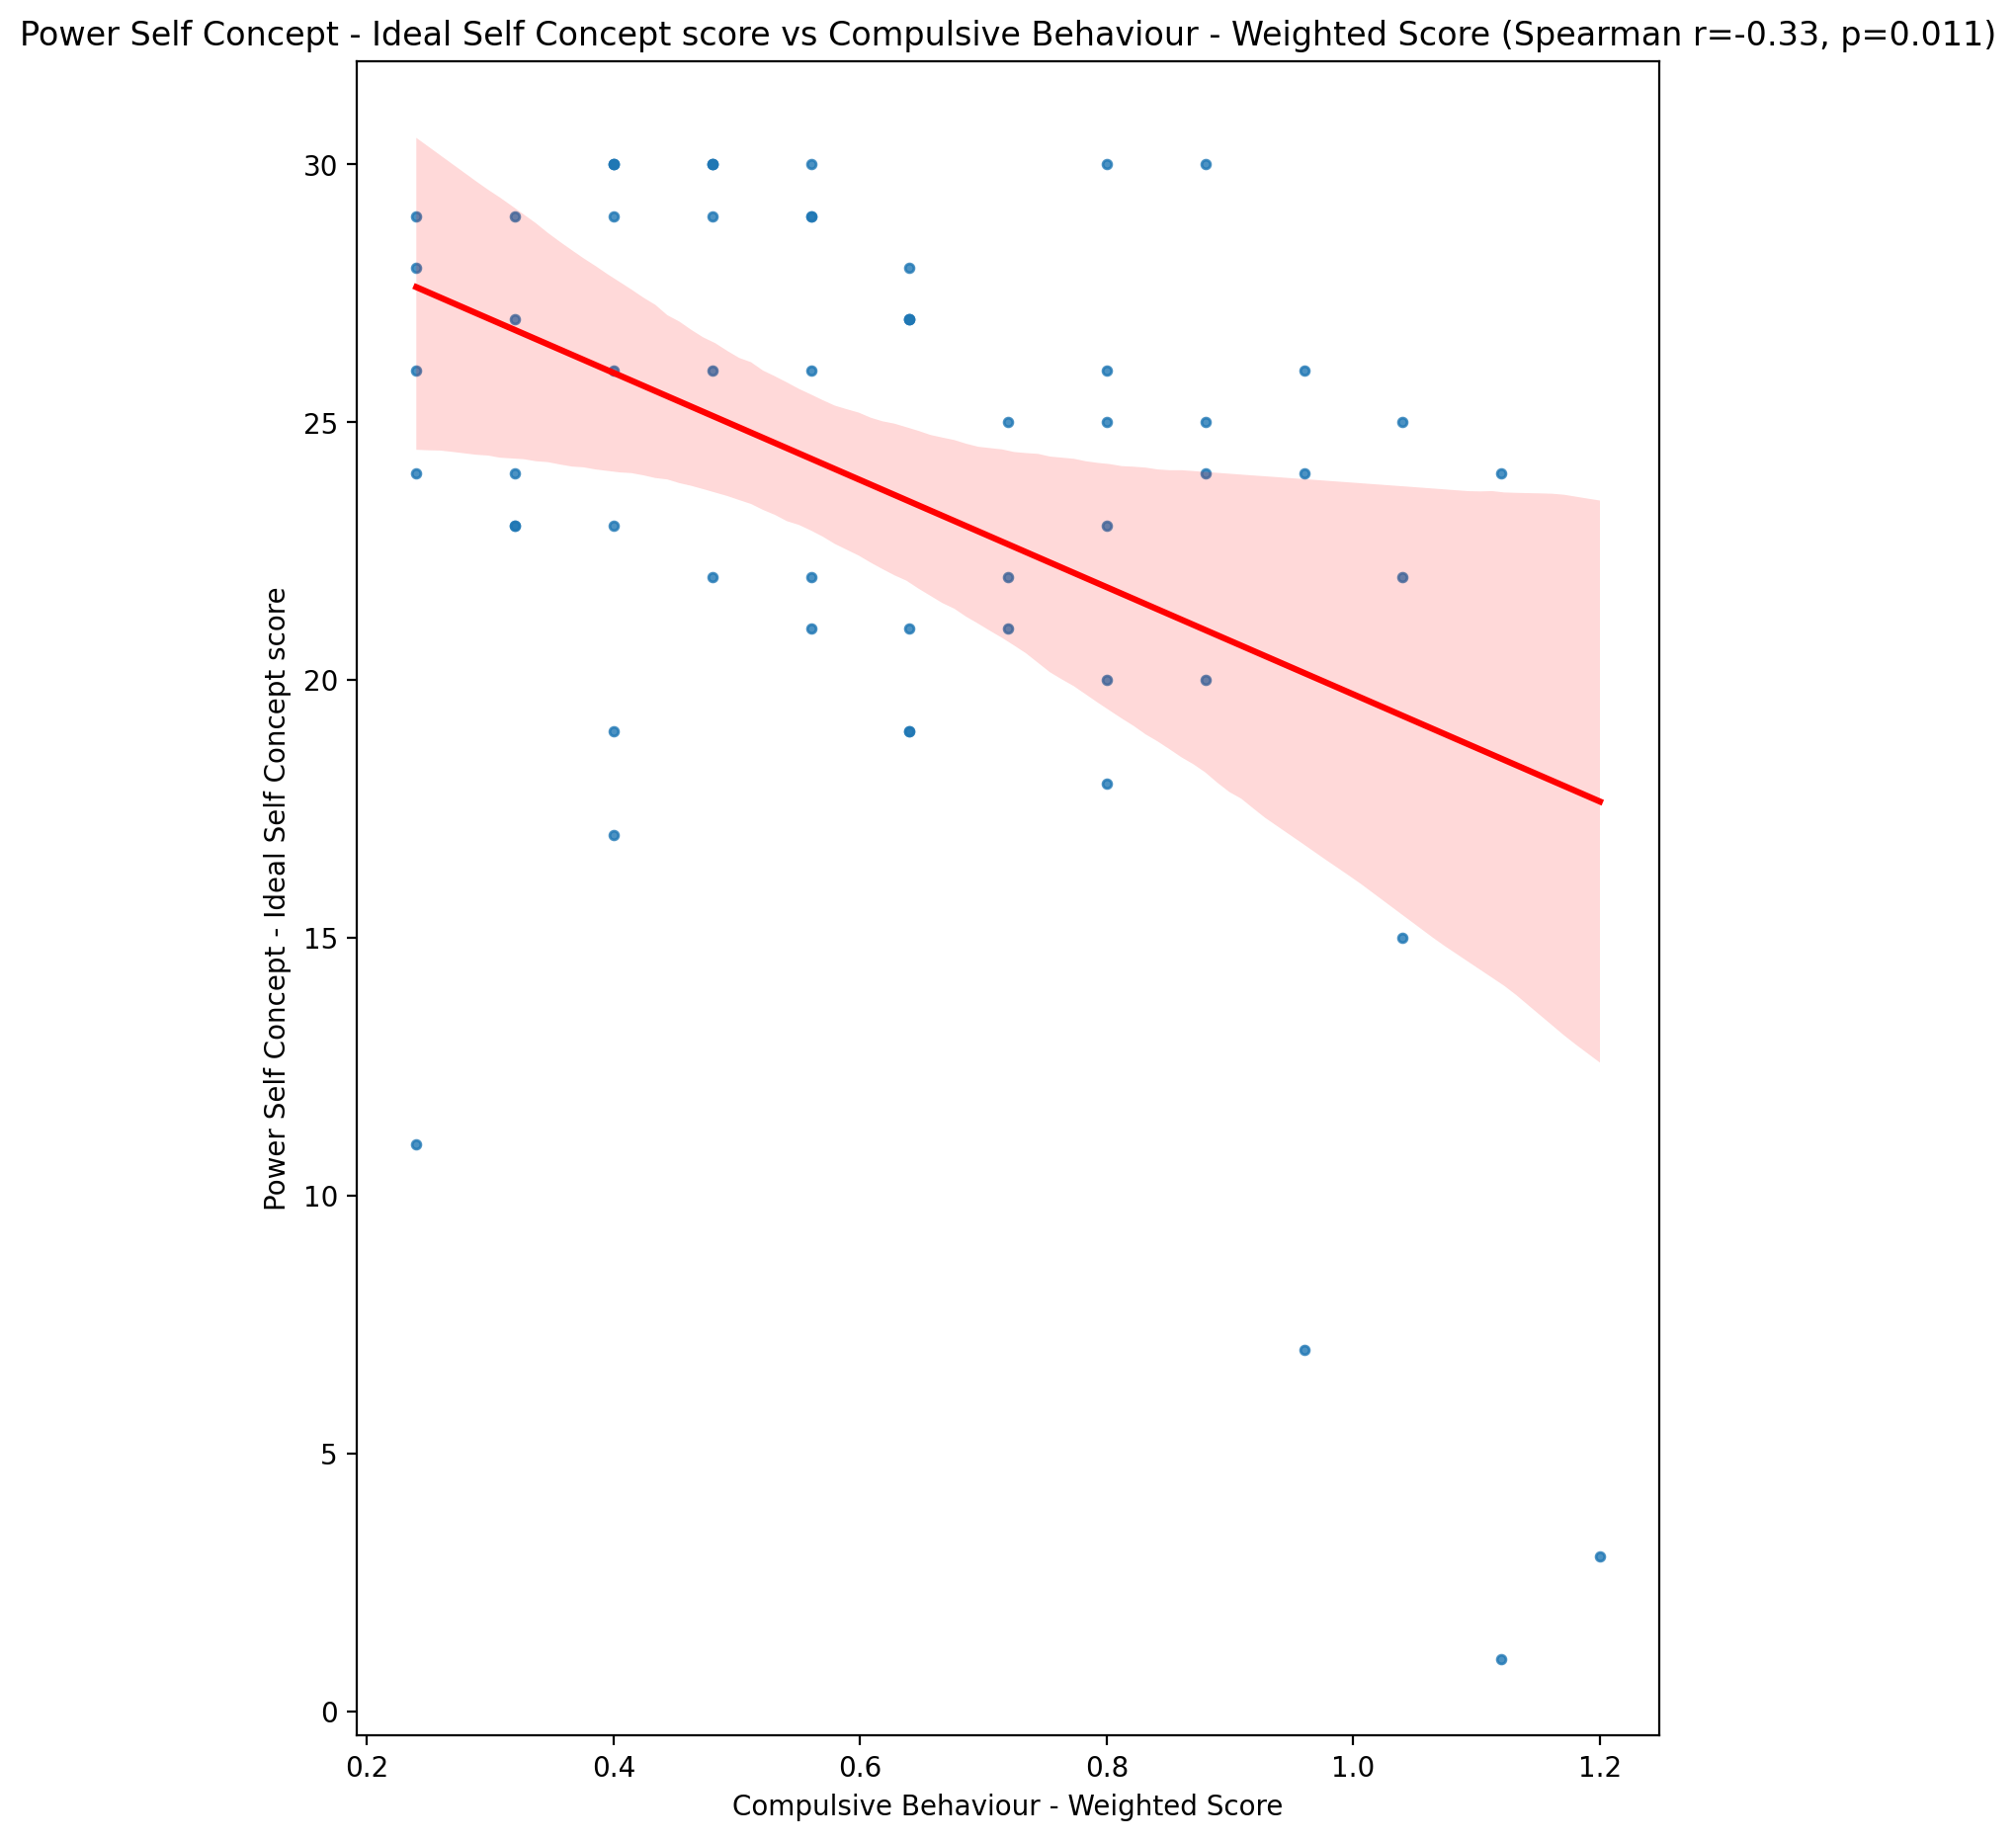 Power Self Concept - Ideal Self Concept score vs Compulsive Behaviour - Weighted Score (Spearman r=-0.33, p=0.011)
Power Self Concept - Ideal Self Concept score
30
25
20
15
10
5
0
0.2 0.4 0.6 0.8 1.0 1.2
Compulsive Behaviour - Weighted Score